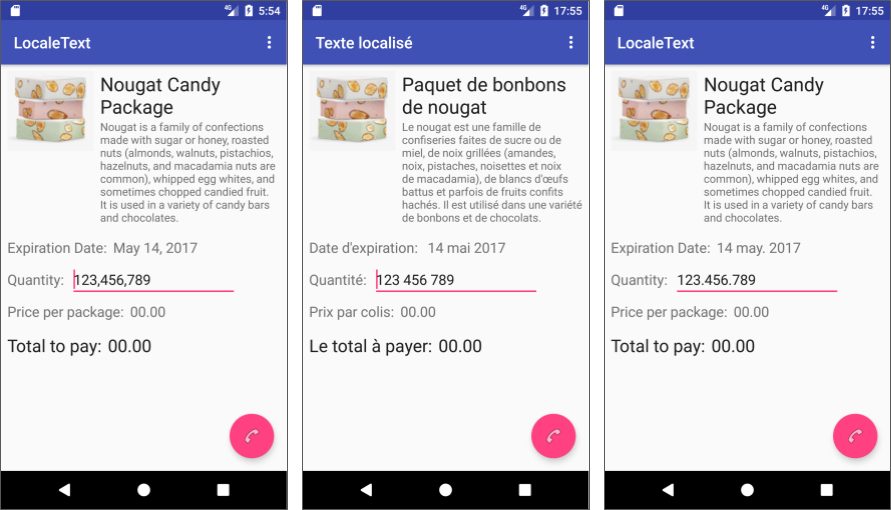 4G 5:54
LocaleText
Nougat Candy
Package
Nougat is a family of confections
made with sugar or honey, roasted
nuts (almonds, walnuts, pistachios,
hazelnuts, and macadamia nuts are
common), whipped egg whites, and
sometimes chopped candied fruit.
It is used in a variety of candy bars
and chocolates.
Expiration Date: May 14, 2017
Quantity: 123,456,789
Price per package: 00.00
Total to pay: 00.00
4G 17:55
Texte localisé
Paquet de bonbons
de nougat
Le nougat est une famille de
confiseries faites de sucre ou de
miel, de noix grillées (amandes,
noix, pistaches, noisettes et noix
de macadamia), de blancs d'œufs
battus et parfois de fruits confits
hachés. Il est utilisé dans une variété
de bonbons et de chocolats.
Date d'expiration: 14 mai 2017
Quantité: 123 456 789
Prix par colis: 00.00
Le total à payer: 00.00
4G 17:55
LocaleText
Nougat Candy
Package
Nougat is a family of confections
made with sugar or honey, roasted
nuts (almonds, walnuts, pistachios,
hazelnuts, and macadamia nuts are
common), whipped egg whites, and
sometimes chopped candied fruit.
It is used in a variety of candy bars
and chocolates.
Expiration Date: 14 may. 2017
Quantity: 123.456.789
Price per package: 00.00
Total to pay: 00.00